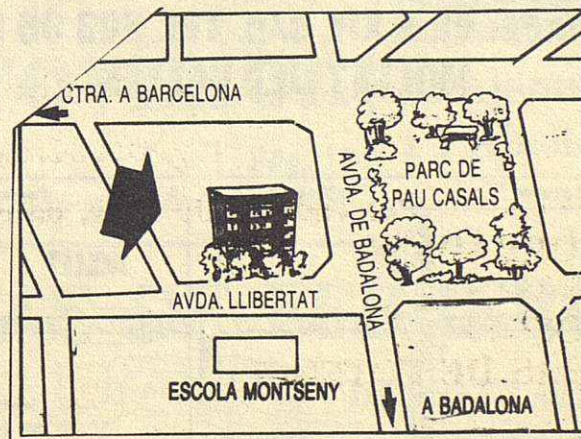 CTRA. A BARCELONA
AVDA. DE BADALONA
PARC DE
PAU CASALS
AVDA. LLIBERTAT
ESCOLA MONTSENY
A BADALONA